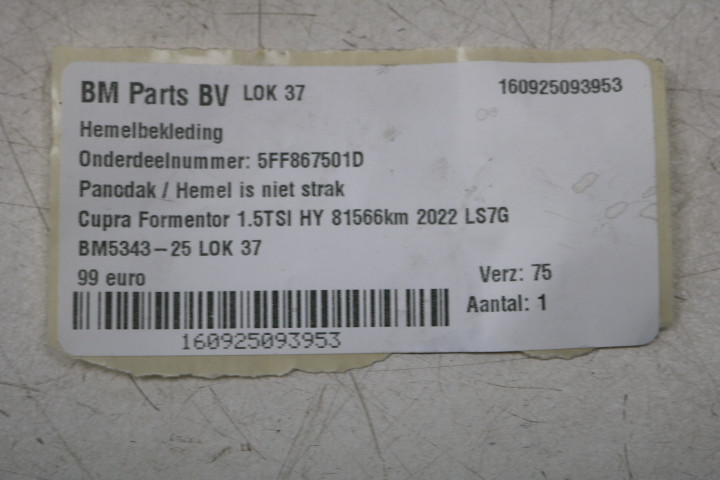 BM Parts BV LOK 37 160925093953
Hemelbekleding
Onderdeelnummer: 5FF867501D
Panodak / Hemel is niet strak
Cupra Formentor 1.5TSI HY 81566km 2022 LS7G
BM5343-25 LOK 37
99 euro Verz: 75
Aantal: 1
160925093953